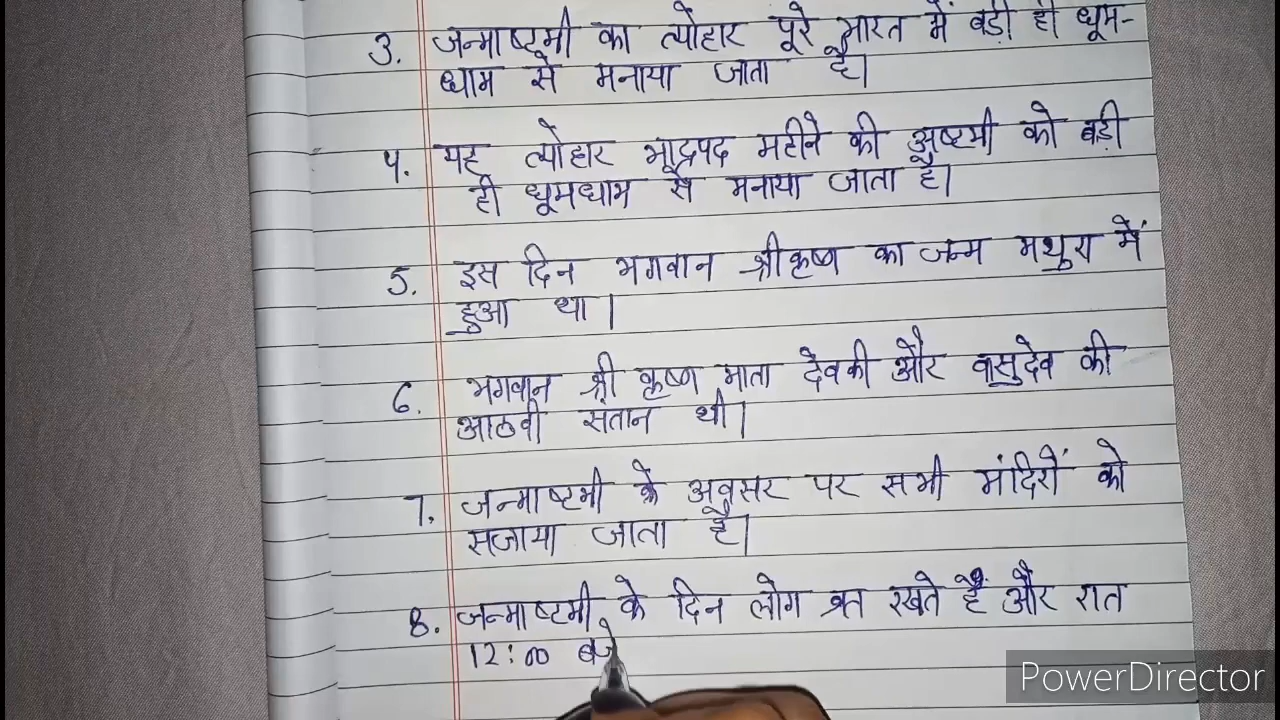 3. जन्माष्टमी का त्योहार पूरे भारत में बड़ी ही धूम-
धाम से मनाया जाता है।
4. यह त्योहार भाद्रपद महीने की अष्टमी को बड़ी
ही धूमधाम से मनाया जाता है।
5. इस दिन भगवान श्रीकृष्ण का जन्म मथुरा में
हुआ था।
6. भगवान श्री कृष्ण माता देवकी और वासुदेव की
आठवी संतान थी।
7. जन्माष्टमी के अवसर पर सभी मंदिरों को
सजाया जाता है।
8. जन्माष्टमी के दिन लोग व्रत रखते हैं और रात
12:00
PowerDirector